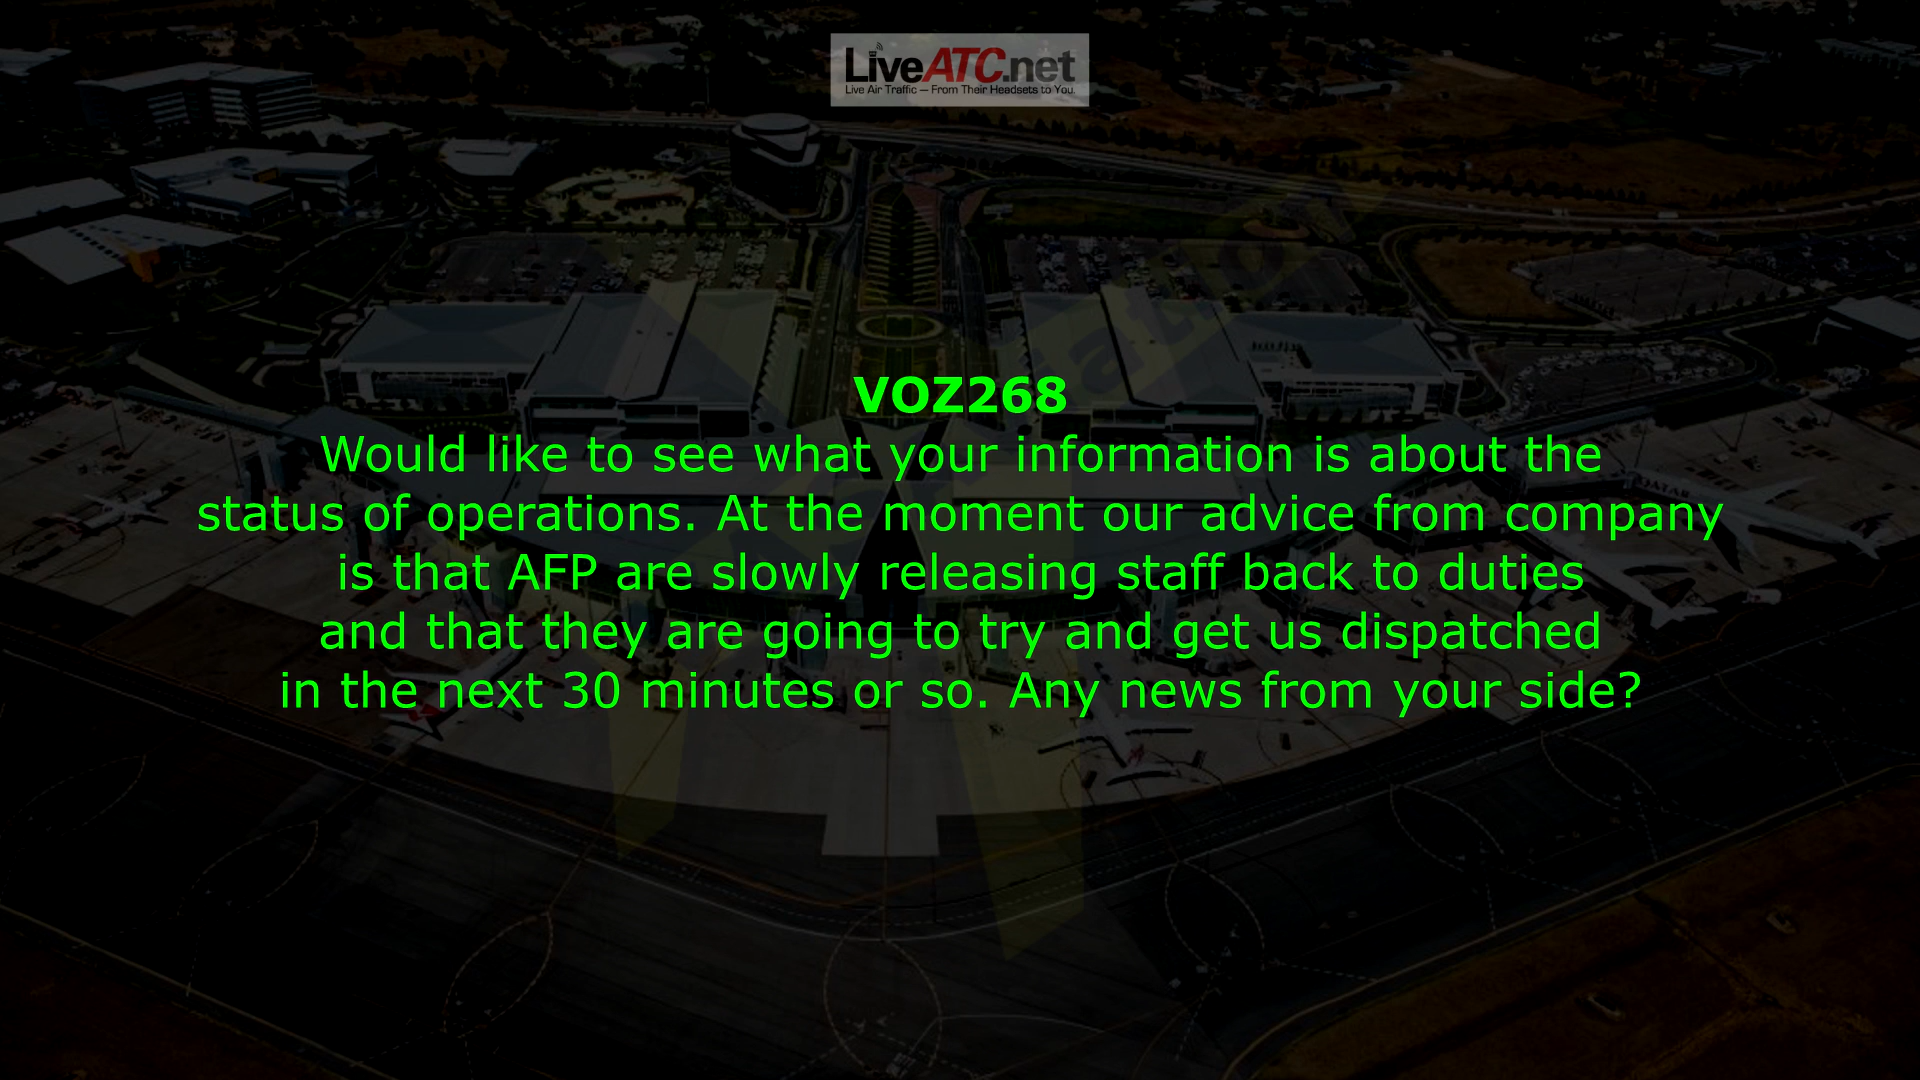 LiveATC.net
Live Air Traffic — From Their Headsets to You.
VOZ268
Would like to see what your information is about the
status of operations. At the moment our advice from company
is that AFP are slowly releasing staff back to duties
and that they are going to try and get us dispatched
in the next 30 minutes or so. Any news from your side?
QATAR